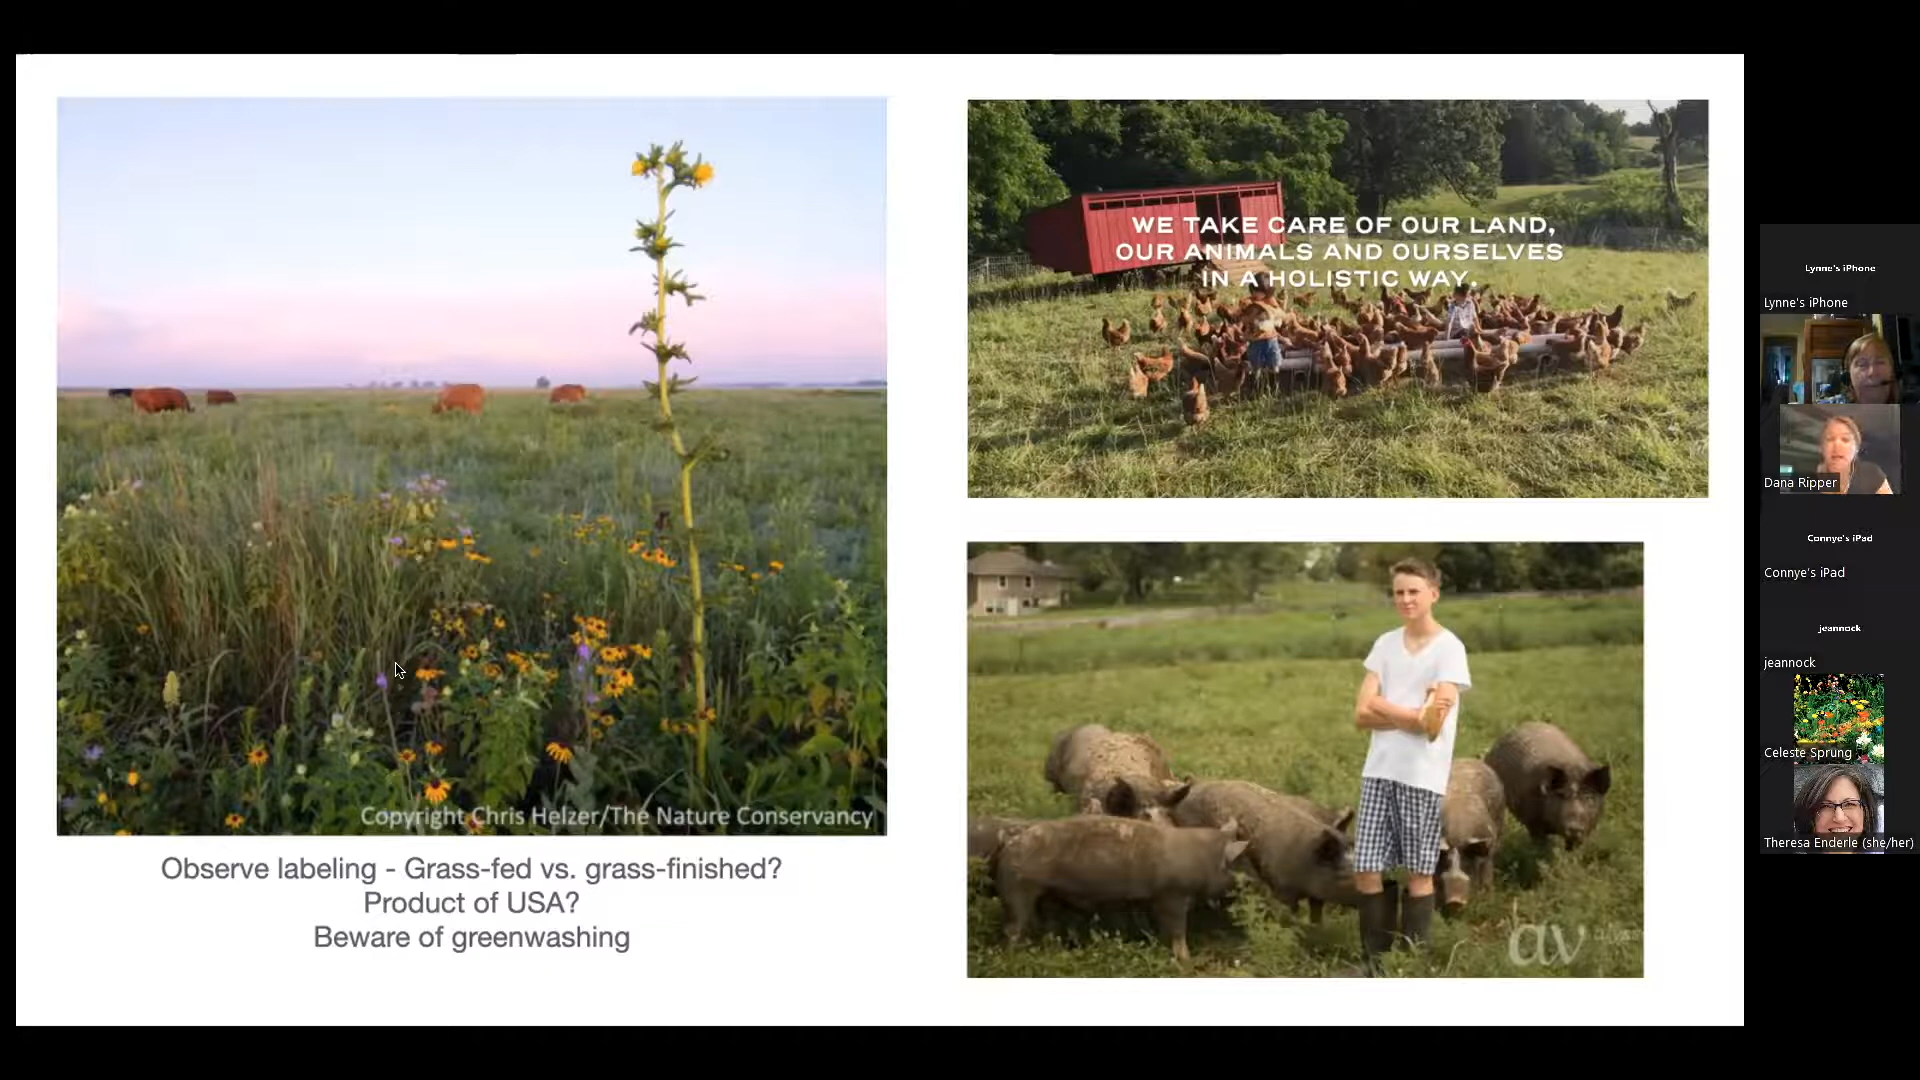 WE TAKE CARE OF OUR LAND,
OUR ANIMALS AND OURSELVES
IN A HOLISTIC WAY.
Copyright Chris Helzer/The Nature Conservancy
Observe labeling - Grass-fed vs. grass-finished?
Product of USA?
Beware of greenwashing
av
Lynne's iPhone
Lynne's iPhone
Dana Ripper
Connye's iPad
Connye's iPad
jeannock
jeannock
Celeste Sprung
Theresa Enderle (she/her)